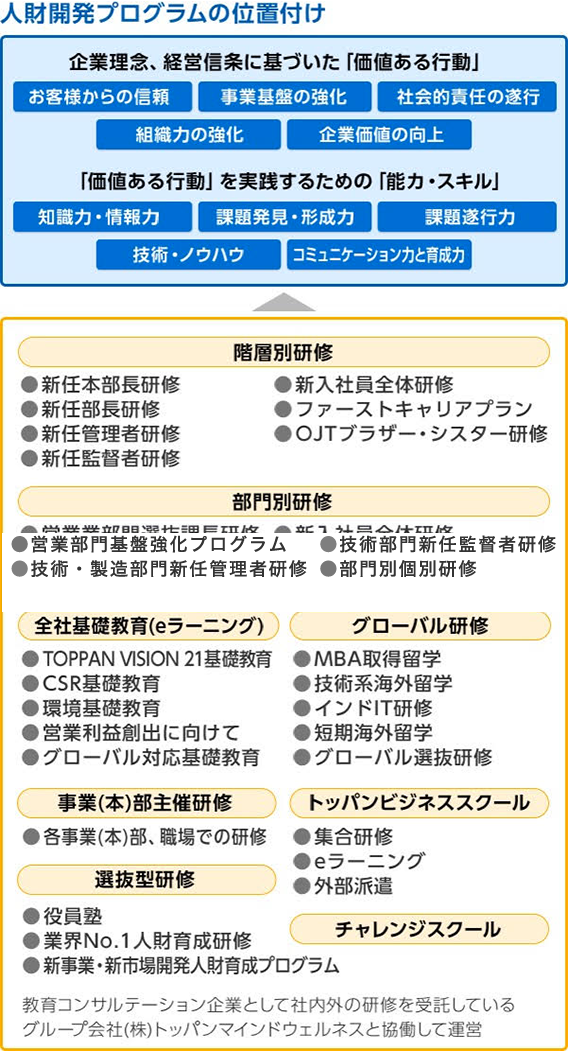 人財開発プログラムの位置付け
企業理念、経営信条に基づいた「価値ある行動」
お客様からの信頼 事業基盤の強化 社会的責任の遂行
組織力の強化 企業価値の向上
「価値ある行動」を実践するための「能力・スキル」
知識力・情報力 課題発見・形成力 課題遂行力
技術・ノウハウ コミュニケーション力と育成力
階層別研修
●新任本部長研修 ●新入社員全体研修
●新任部長研修 ●ファーストキャリアプラン
●新任管理者研修 ●OJTブラザー・シスター研修
●新任監督者研修
部門別研修
●新入社員全体研修
●営業部門基盤強化プログラム ●技術部門新任監督者研修
●技術・製造部門新任管理者研修 ●部門別個別研修
全社基礎教育(eラーニング)
●TOPPAN VISION 21基礎教育
●CSR基礎教育
●環境基礎教育
●営業利益創出に向けて
●グローバル対応基礎教育
グローバル研修
●MBA取得留学
●技術系海外留学
●インドIT研修
●短期海外留学
●グローバル選抜研修
事業(本)部主催研修
●各事業(本)部、職場での研修
トッパンビジネススクール
●集合研修
●eラーニング
●外部派遣
選抜型研修
●役員塾
●業界No.1人財育成研修
●新事業・新市場開発人財育成プログラム
チャレンジスクール
教育コンサルテーション企業として社内外の研修を受託している
グループ会社(株)トッパンマインドウェルネスと協働して運営